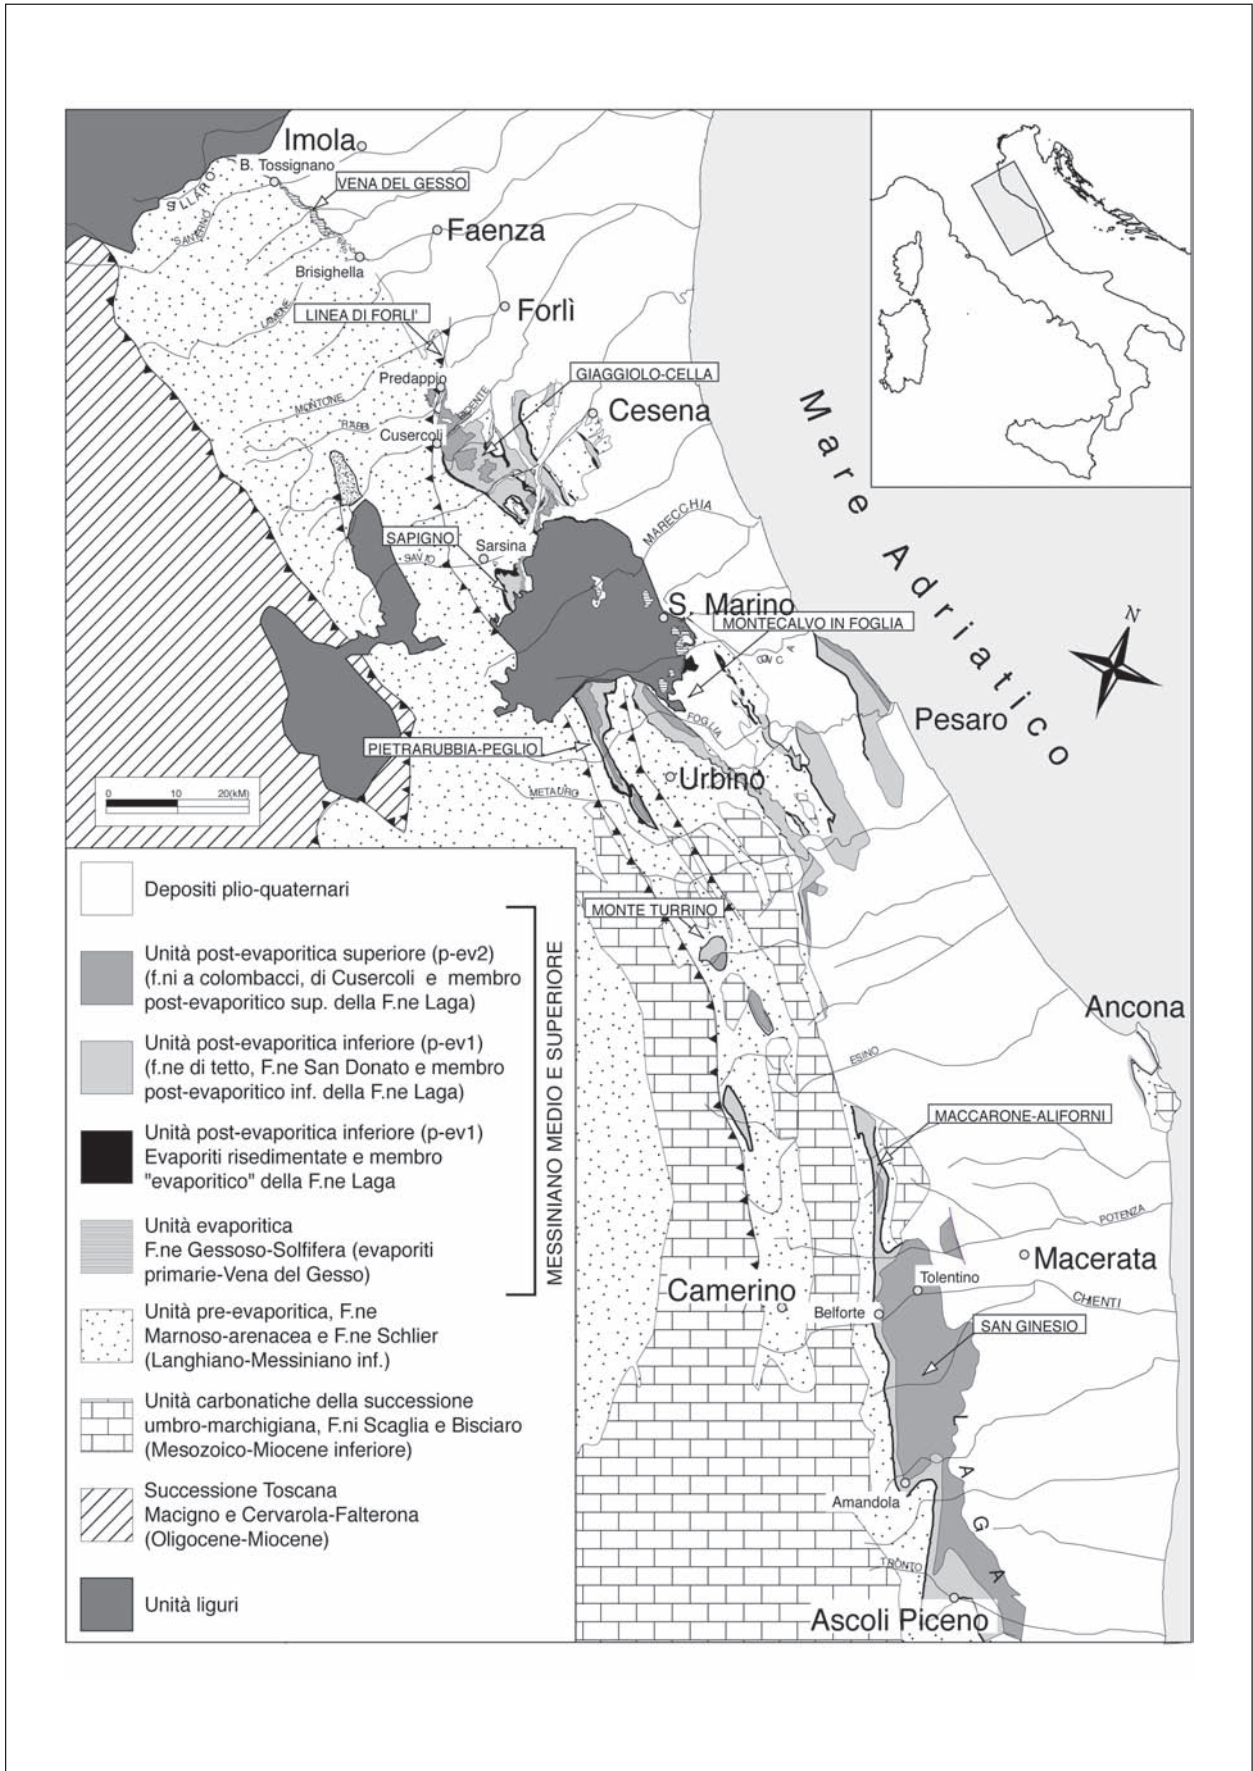 Imola
B. Tossignano
VENA DEL GESSO
SILLARO
SANTERNO
Faenza
Brisighella
LAMONE
LINEA DI FORLI'
Forlì
Predappio
GIAGGIOLO-CELLA
MONTONE
Cesena
RABBI
Cusercoli
Mare Adriatico
MARECCHIA
SAPIGNO
Sarsina
SAVIO
S. Marino
MONTECALVO IN FOGLIA
N
Pesaro
FOGLIA
PIETRARUBBIA-PEGLIO
Urbino
METAURO
0 10 20(kM)
MONTE TURRINO
Ancona
ESINO
MACCARONE-ALIFORNI
POTENZA
Macerata
Tolentino
Camerino
CHIENTI
Belforte
SAN GINESIO
LAGA
Amandola
TRONTO
Ascoli Piceno
Depositi plio-quaternari
Unità post-evaporitica superiore (p-ev2)
(f.ni a colombacci, di Cusercoli e membro
post-evaporitico sup. della F.ne Laga)
Unità post-evaporitica inferiore (p-ev1)
(f.ne di tetto, F.ne San Donato e membro
post-evaporitico inf. della F.ne Laga)
Unità post-evaporitica inferiore (p-ev1)
Evaporiti risedimentate e membro
"evaporitico" della F.ne Laga
Unità evaporitica
F.ne Gessoso-Solfifera (evaporiti
primarie-Vena del Gesso)
MESSINIANO MEDIO E SUPERIORE
Unità pre-evaporitica, F.ne
Marnoso-arenacea e F.ne Schlier
(Langhiano-Messiniano inf.)
Unità carbonatiche della successione
umbro-marchigiana, F.ni Scaglia e Bisciaro
(Mesozoico-Miocene inferiore)
Successione Toscana
Macigno e Cervarola-Falterona
(Oligocene-Miocene)
Unità liguri